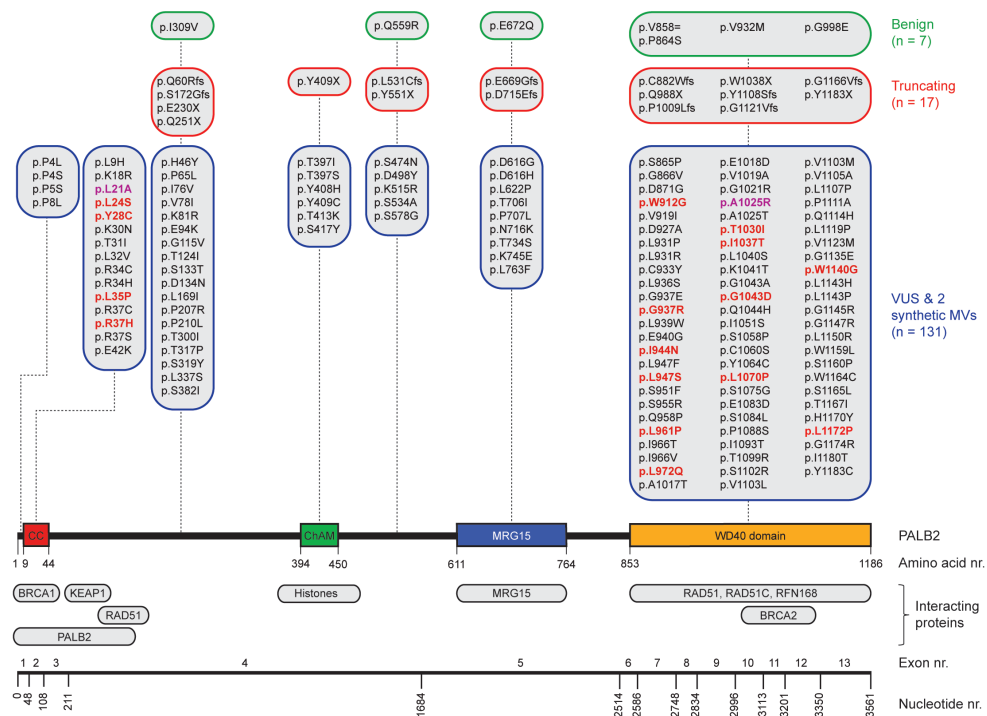 p.I309V
p.Q559R
p.E672Q
p.V858= p.V932M p.G998E
p.P864S
Benign
(n = 7)
p.Q60Rfs
p.S172Gfs
p.E230X
p.Q251X
p.Y409X
p.L531Cfs
p.Y551X
p.E669Gfs
p.D715Efs
p.C882Wfs p.W1038X p.G1166Vfs
p.Q988X p.Y1108Sfs p.Y1183X
p.P1009Lfs p.G1121Vfs
Truncating
(n = 17)
p.P4L
p.P4S
p.P5S
p.P8L
p.L9H
p.K18R
p.L21A
p.L24S
p.Y28C
p.K30N
p.T31I
p.L32V
p.R34C
p.R34H
p.L35P
p.R37C
p.R37H
p.R37S
p.E42K
p.H46Y
p.P65L
p.I76V
p.V78I
p.K81R
p.E94K
p.G115V
p.T124I
p.S133T
p.D134N
p.L169I
p.P207R
p.P210L
p.T300I
p.T317P
p.S319Y
p.L337S
p.S382I
p.T397I
p.T397S
p.Y408H
p.Y409C
p.T413K
p.S417Y
p.S474N
p.D498Y
p.K515R
p.S534A
p.S578G
p.D616G
p.D616H
p.L622P
p.T706I
p.P707L
p.N716K
p.T734S
p.K745E
p.L763F
p.S865P
p.G866V
p.D871G
p.W912G
p.V919I
p.D927A
p.L931P
p.L931R
p.C933Y
p.L936S
p.G937E
p.G937R
p.L939W
p.E940G
p.I944N
p.L947F
p.L947S
p.S951F
p.S955R
p.Q958P
p.L961P
p.I966T
p.I966V
p.L972Q
p.A1017T
p.E1018D
p.V1019A
p.G1021R
p.A1025R
p.A1025T
p.T1030I
p.I1037T
p.L1040S
p.K1041T
p.G1043A
p.G1043D
p.Q1044H
p.I1051S
p.S1058P
p.C1060S
p.Y1064C
p.L1070P
p.S1075G
p.E1083D
p.S1084L
p.P1088S
p.I1093T
p.T1099R
p.S1102R
p.V1103L
p.V1103M
p.V1105A
p.L1107P
p.P1111A
p.Q1114H
p.L1119P
p.V1123M
p.G1135E
p.W1140G
p.L1143H
p.L1143P
p.G1145R
p.G1147R
p.L1150R
p.W1159L
p.S1160P
p.W1164C
p.S1165L
p.T1167I
p.H1170Y
p.L1172P
p.G1174R
p.I1180T
p.Y1183C
VUS & 2
synthetic MVs
(n = 131)
CC ChAM MRG15 WD40 domain PALB2
1 9 44 394 450 611 764 853 1186 Amino acid nr.
BRCA1 KEAP1 Histones MRG15 RAD51, RAD51C, RFN168
RAD51 BRCA2
PALB2
Interacting
proteins
1 2 3 4 5 6 7 8 9 10 11 12 13 Exon nr.
0 48 108 211 1684 2514 2586 2748 2834 2996 3113 3201 3350 3561 Nucleotide nr.